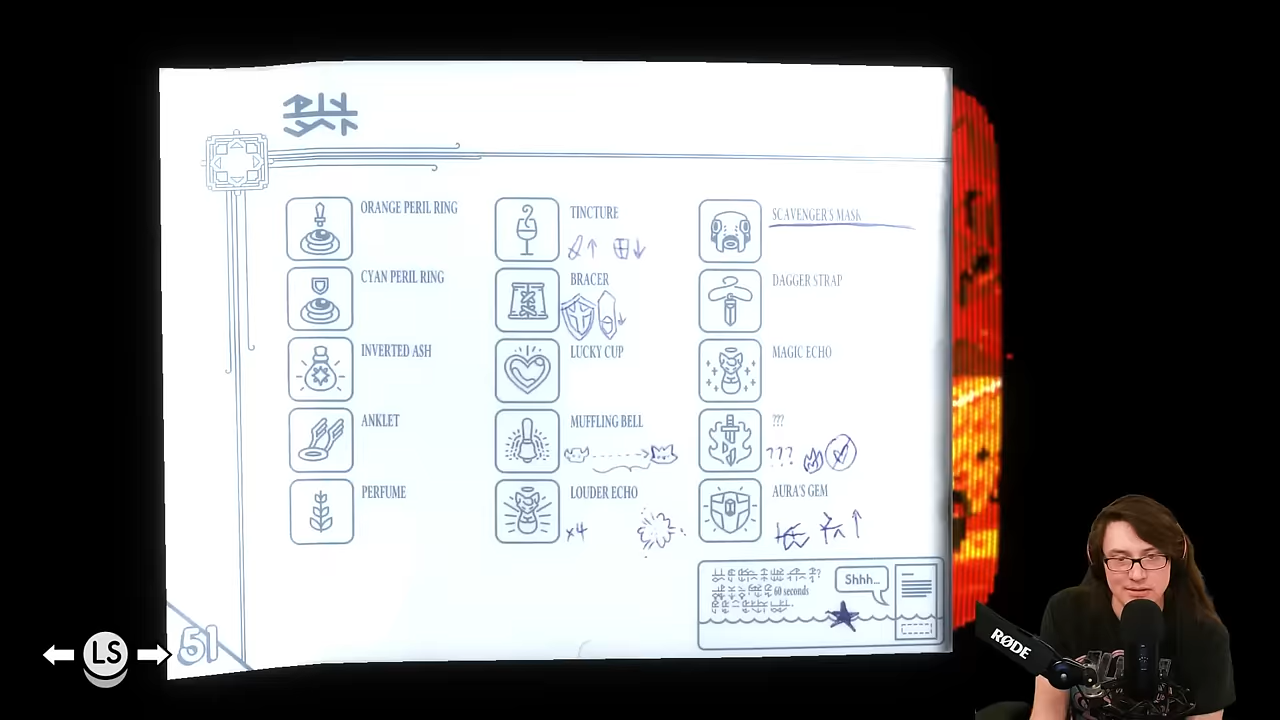 ORANGE PERIL RING
CYAN PERIL RING
INVERTED ASH
ANKLET
PERFUME
TINCTURE
BRACER
LUCKY CUP
MUFFLING BELL
LOUDER ECHO
x4
SCAVENGER'S MASK
DAGGER STRAP
MAGIC ECHO
???
???
AURA'S GEM
60 seconds
Shhh...
51
LS
RØDE